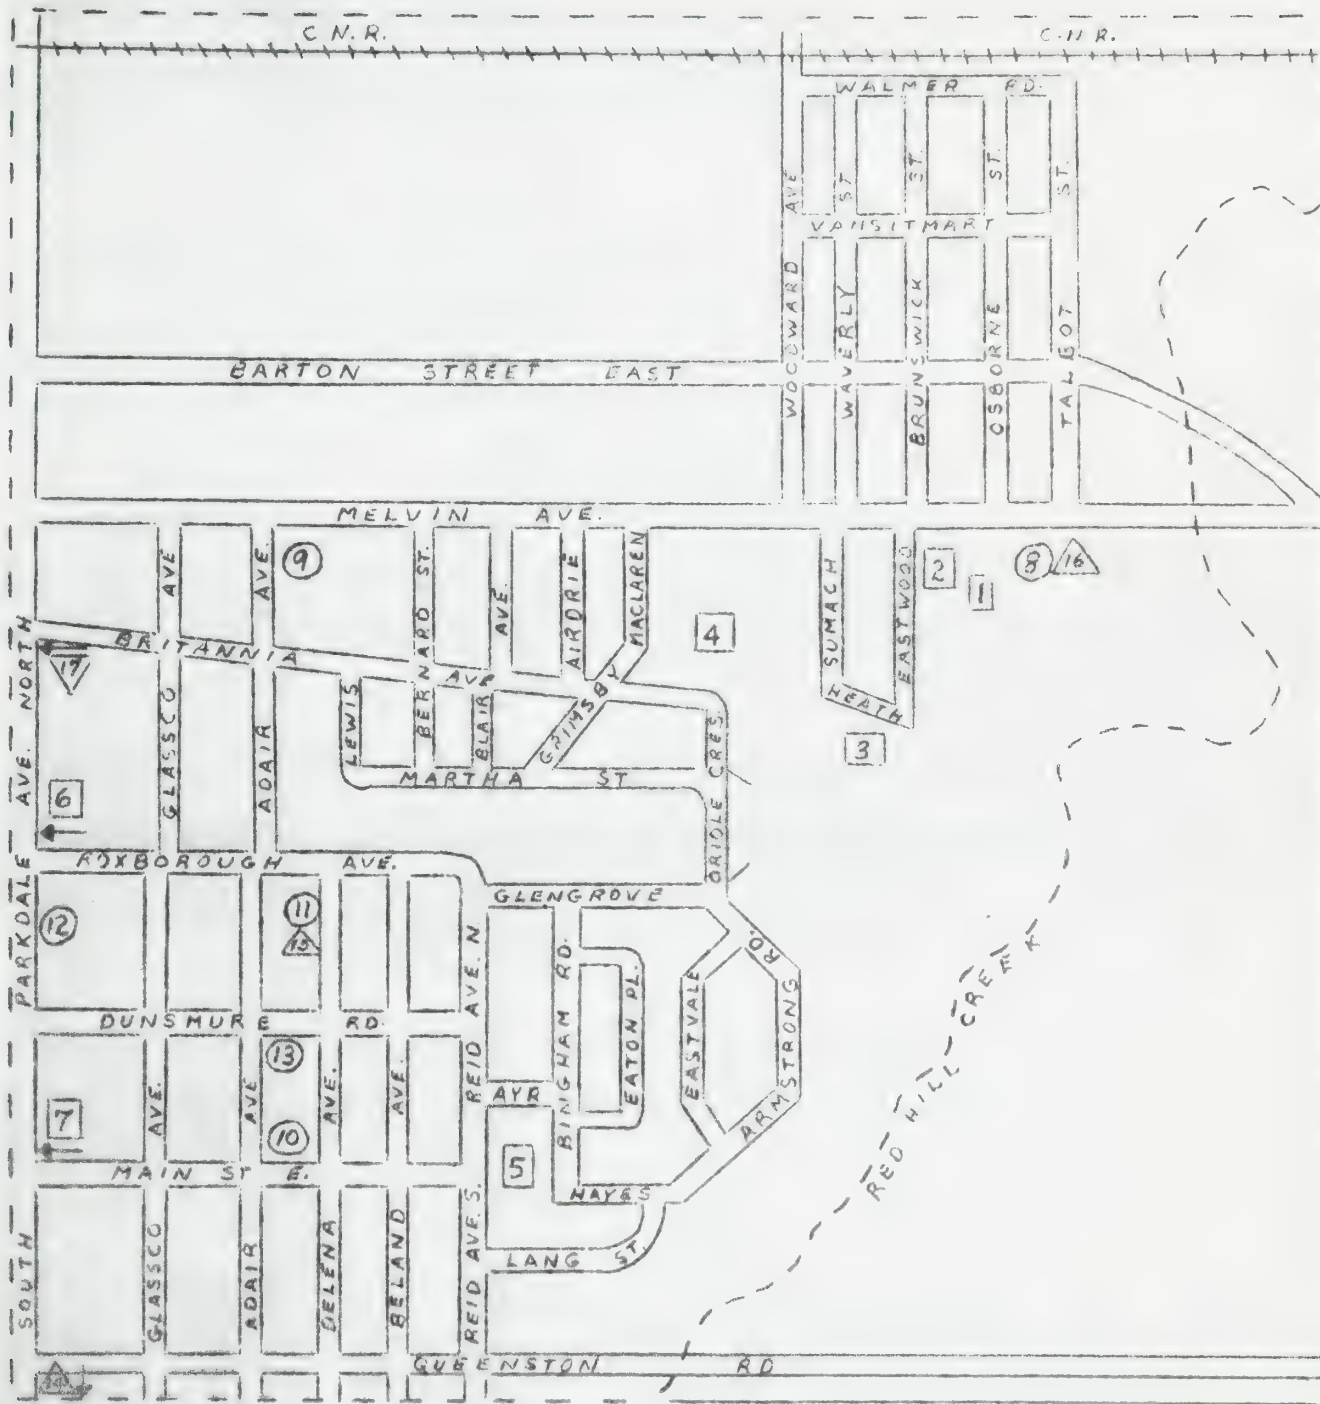 C.N.R.
C.N.R.
WALMER RD.
WOODWARD AVE
WAVERLY ST
BRUNSWICK ST.
OSBORNE ST.
TALBOT ST.
VANSITMART
BARTON STREET EAST
MELVIN AVE.
PARKDALE AVE. NORTH
SOUTH
GLASSCO AVE
ADAIR AVE.
9
BERNARD ST.
BLAIR AVE.
AIRDRIE
MACLAREN
2
8
16
1
4
SUMACH
EASTWOOD
HEATH
3
BRITANNIA AVE
17
LEWIS
GRIMSBY
MARTHA ST
ORIOLE CRES.
6
ROXBOROUGH AVE.
GLENGROVE
12
11
15
REID AVE. N.
BINGHAM RD.
EATON PL.
EASTVALE
ARMSTRONG RD.
RED HILL CREEK
DUNSMURE RD.
13
AYR
7
10
5
MAIN ST E.
HAYES
GLASSCO AVE.
ADAIR AVE
DELENA AVE.
BELAND AVE.
REID AVE S.
LANG ST.
QUEENSTON RD